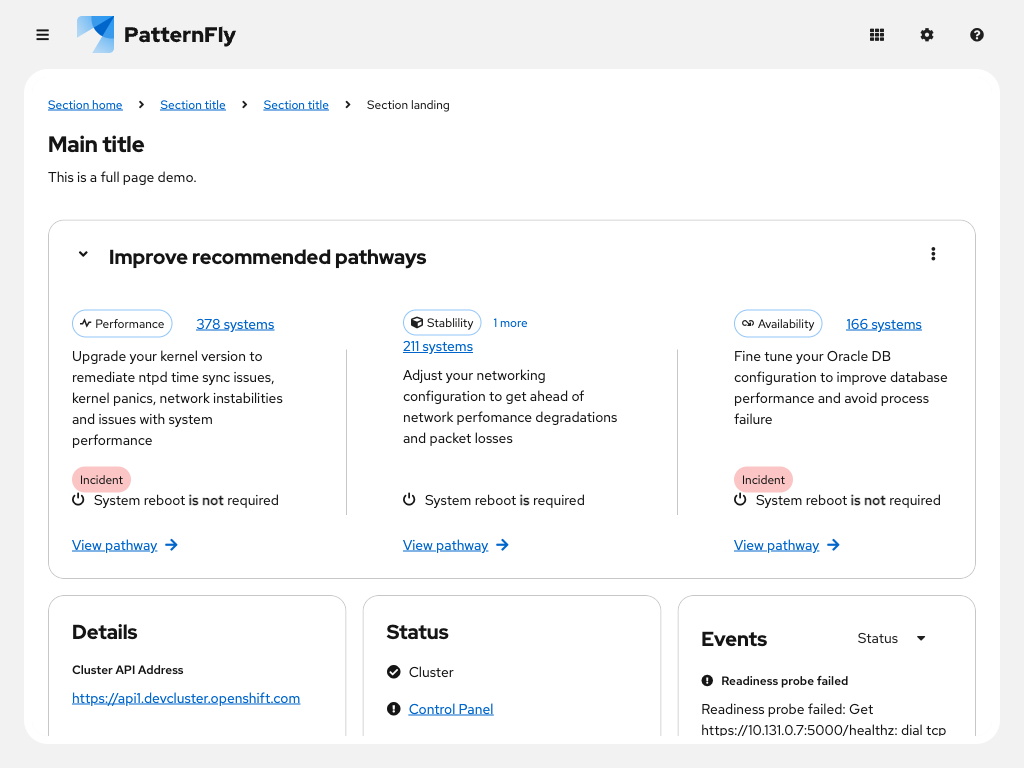 PatternFly
Section home
Section title
Section title
Section landing
Main title
This is a full page demo.
Improve recommended pathways
Performance
378 systems
Upgrade your kernel version to
remediate ntpd time sync issues,
kernel panics, network instabilities
and issues with system
performance
Incident
System reboot is not required
View pathway
Stablility
1 more
211 systems
Adjust your networking
configuration to get ahead of
network perfomance degradations
and packet losses
System reboot is required
View pathway
Availability
166 systems
Fine tune your Oracle DB
configuration to improve database
performance and avoid process
failure
Incident
System reboot is not required
View pathway
Details
Cluster API Address
https://api1.devcluster.openshift.com
Status
Cluster
Control Panel
Events
Status
Readiness probe failed
Readiness probe failed: Get
https://10.131.0.7:5000/healthz: dial tcp